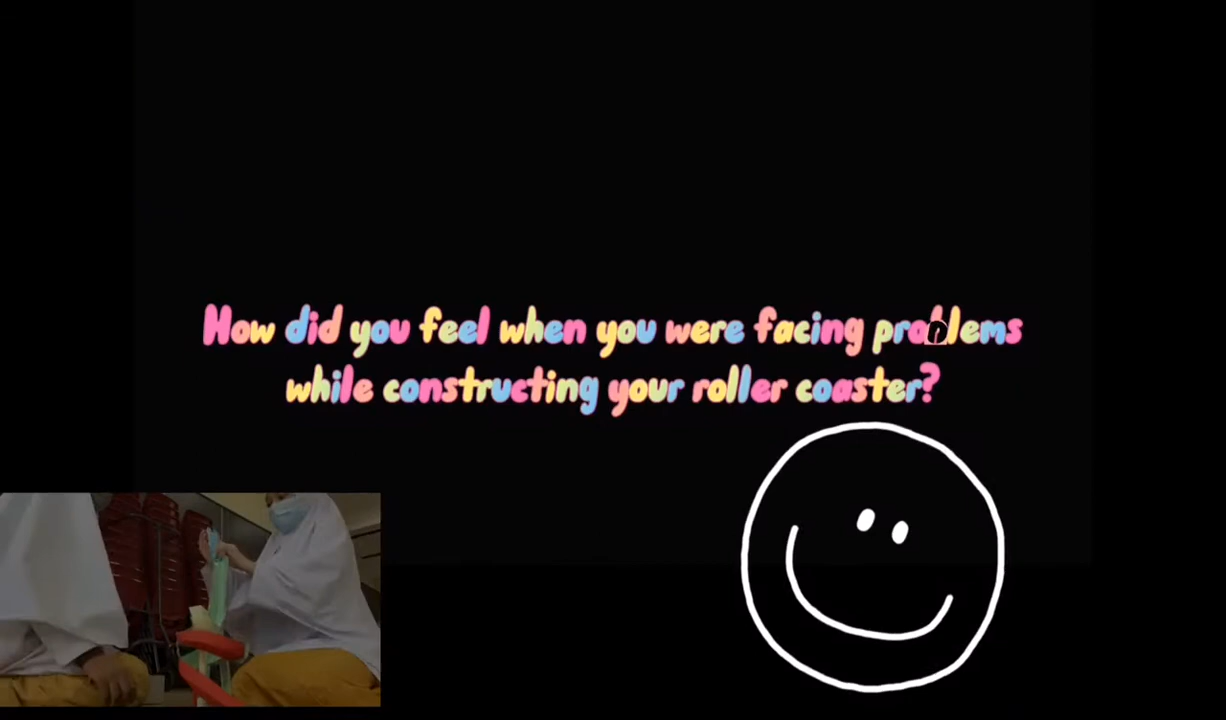 How did you feel when you were facing problems
while constructing your roller coaster?